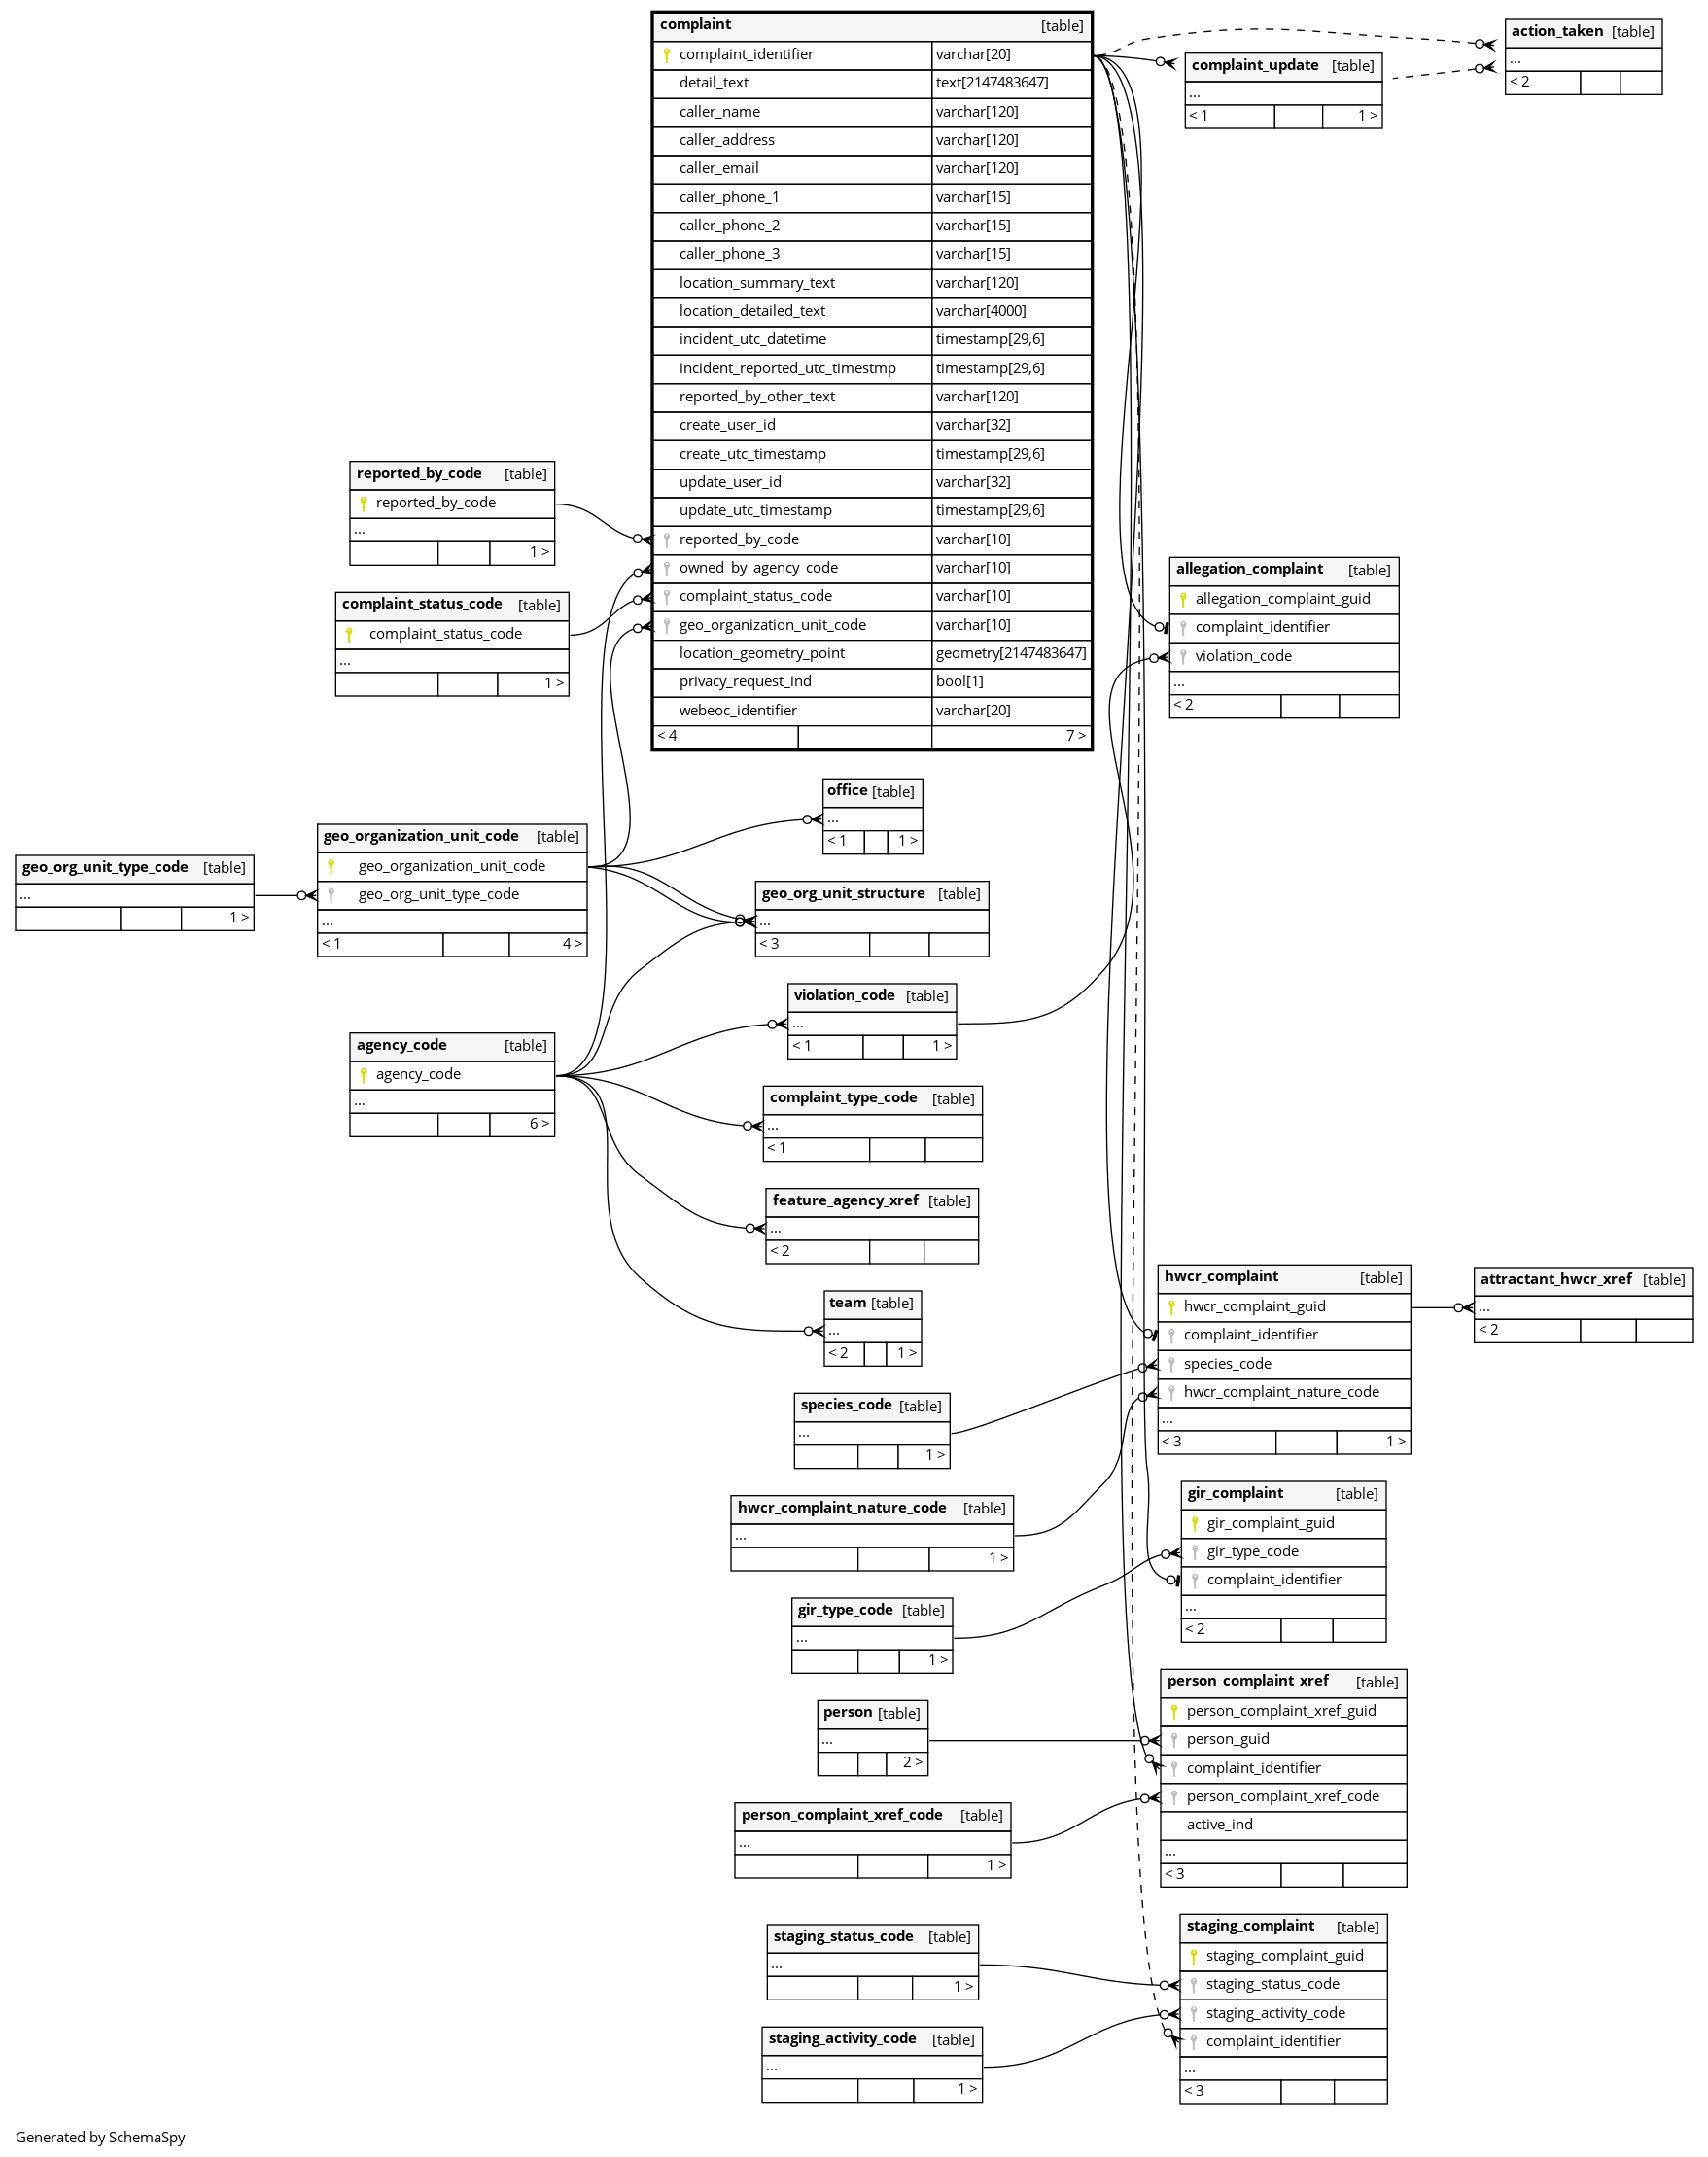 complaint [table]
complaint_identifier varchar[20]
detail_text text[2147483647]
caller_name varchar[120]
caller_address varchar[120]
caller_email varchar[120]
caller_phone_1 varchar[15]
caller_phone_2 varchar[15]
caller_phone_3 varchar[15]
location_summary_text varchar[120]
location_detailed_text varchar[4000]
incident_utc_datetime timestamp[29,6]
incident_reported_utc_timestmp timestamp[29,6]
reported_by_other_text varchar[120]
create_user_id varchar[32]
create_utc_timestamp timestamp[29,6]
update_user_id varchar[32]
update_utc_timestamp timestamp[29,6]
reported_by_code varchar[10]
owned_by_agency_code varchar[10]
complaint_status_code varchar[10]
geo_organization_unit_code varchar[10]
location_geometry_point geometry[2147483647]
privacy_request_ind bool[1]
webeoc_identifier varchar[20]
< 4 7 >
action_taken [table]
...
< 2
complaint_update [table]
...
< 1 1 >
reported_by_code [table]
reported_by_code
...
1 >
complaint_status_code [table]
complaint_status_code
...
1 >
allegation_complaint [table]
allegation_complaint_guid
complaint_identifier
violation_code
...
< 2
office [table]
...
< 1 1 >
geo_organization_unit_code [table]
geo_organization_unit_code
geo_org_unit_type_code
...
< 1 4 >
geo_org_unit_type_code [table]
...
1 >
geo_org_unit_structure [table]
...
< 3
violation_code [table]
...
< 1 1 >
agency_code [table]
agency_code
...
6 >
complaint_type_code [table]
...
< 1
feature_agency_xref [table]
...
< 2
team [table]
...
< 2 1 >
hwcr_complaint [table]
hwcr_complaint_guid
complaint_identifier
species_code
hwcr_complaint_nature_code
...
< 3 1 >
attractant_hwcr_xref [table]
...
< 2
species_code [table]
...
1 >
hwcr_complaint_nature_code [table]
...
1 >
gir_complaint [table]
gir_complaint_guid
gir_type_code
complaint_identifier
...
< 2
gir_type_code [table]
...
1 >
person_complaint_xref [table]
person_complaint_xref_guid
person_guid
complaint_identifier
person_complaint_xref_code
active_ind
...
< 3
person [table]
...
2 >
person_complaint_xref_code [table]
...
1 >
staging_complaint [table]
staging_complaint_guid
staging_status_code
staging_activity_code
complaint_identifier
...
< 3
staging_status_code [table]
...
1 >
staging_activity_code [table]
...
1 >
Generated by SchemaSpy